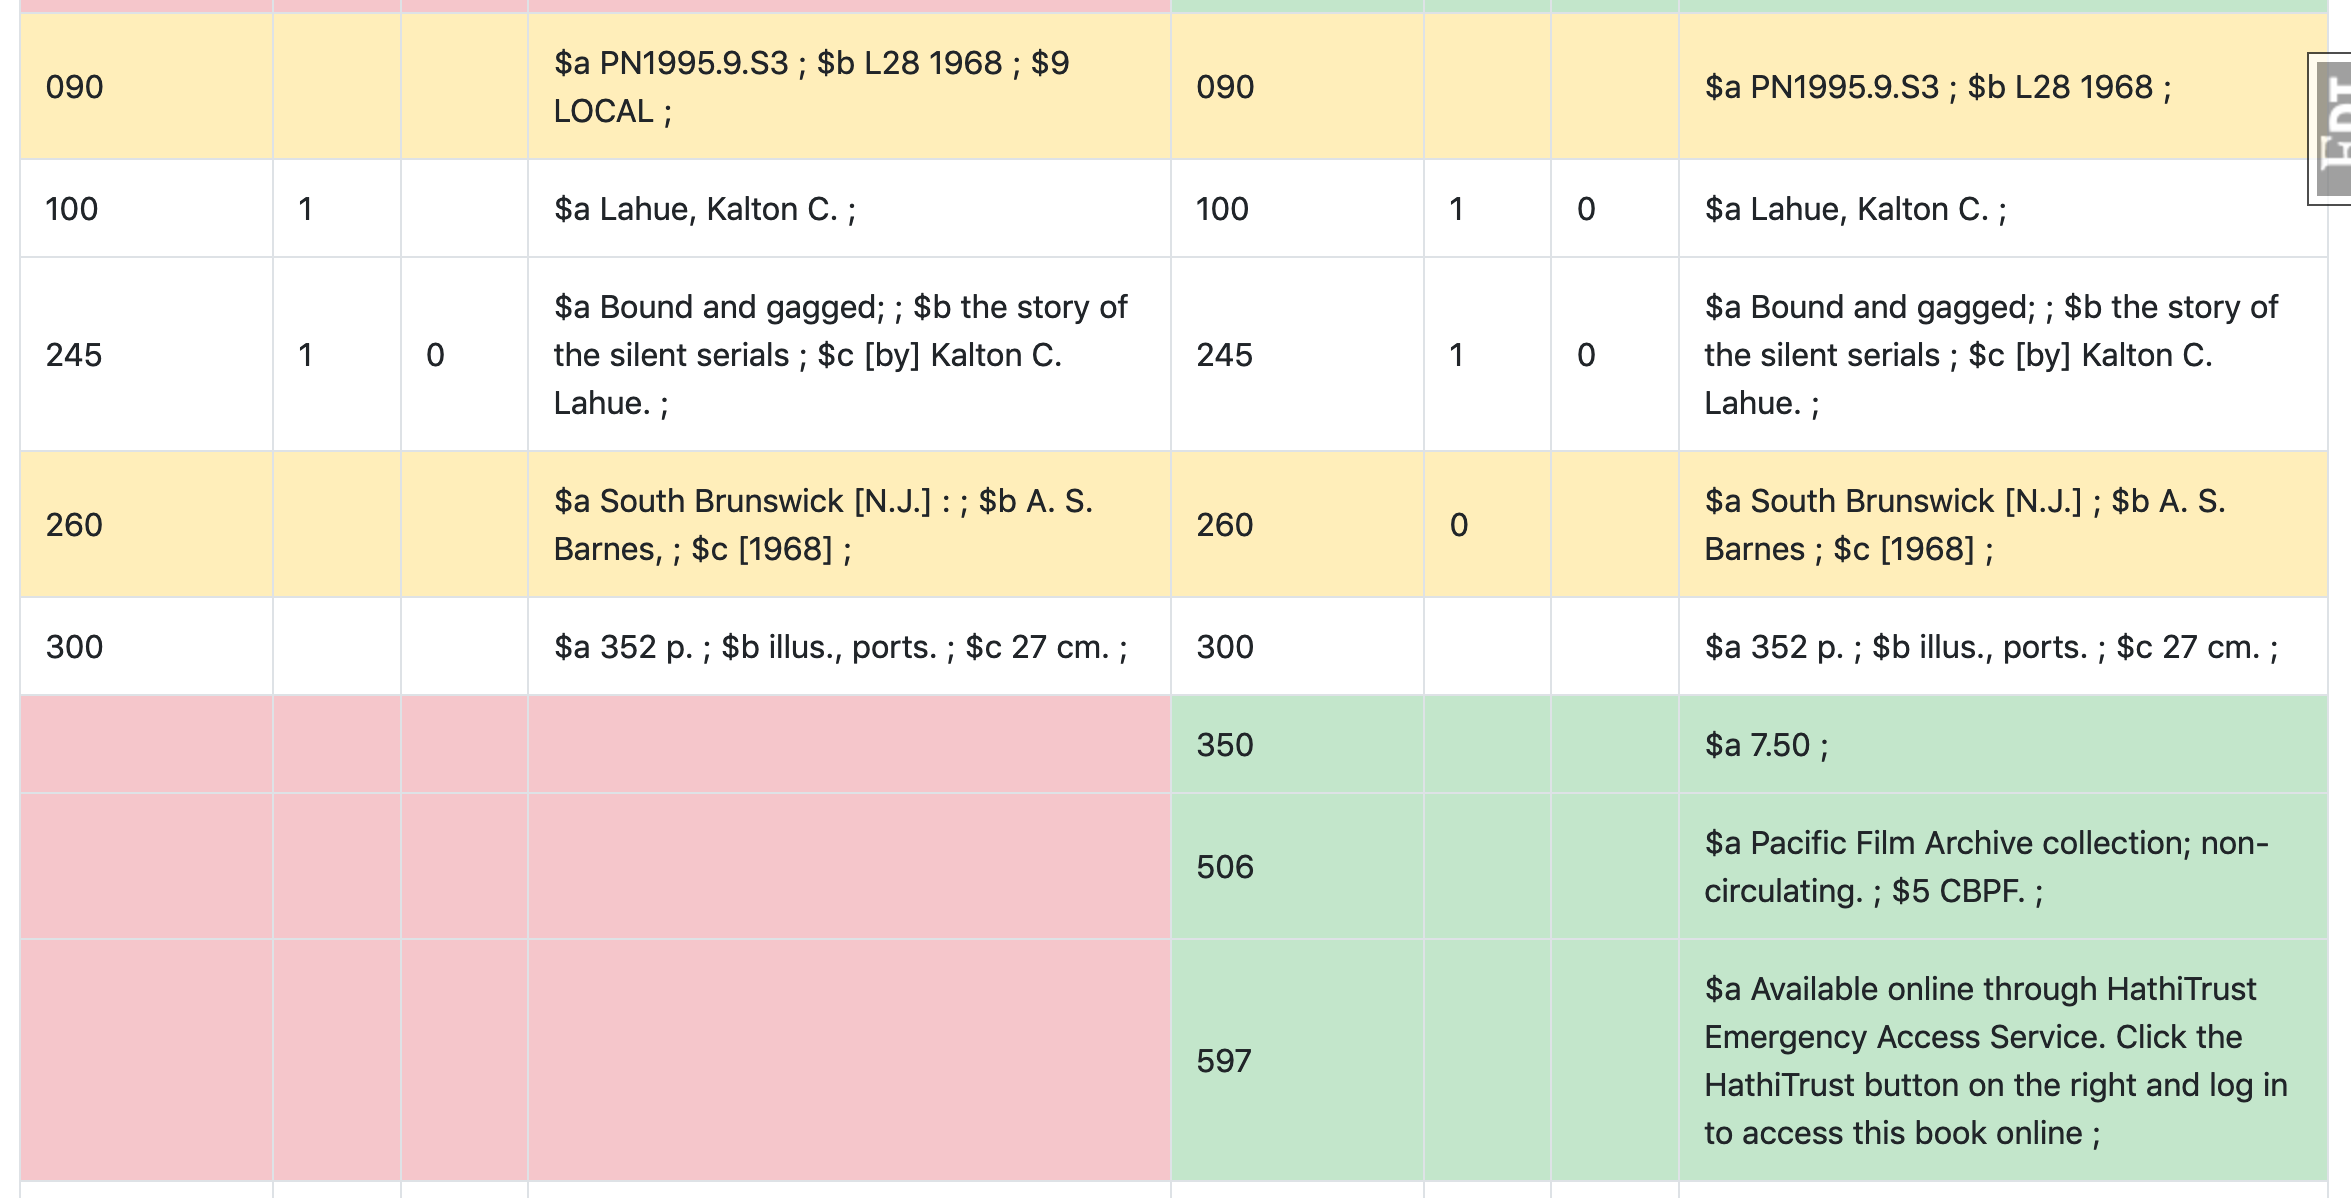 090 $a PN1995.9.S3 ; $b L28 1968 ; $9 090 $a PN1995.9.S3 ; $b L28 1968 ;
LOCAL ;
100 1 $a Lahue, Kalton C. ; 100 1 0 $a Lahue, Kalton C. ;
245 1 0 $a Bound and gagged; ; $b the story of
the silent serials ; $c [by] Kalton C.
Lahue. ;
245 1 0 $a Bound and gagged; ; $b the story of
the silent serials ; $c [by] Kalton C.
Lahue. ;
260 $a South Brunswick [N.J.] : ; $b A. S.
Barnes, ; $c [1968] ;
260 0 $a South Brunswick [N.J.] ; $b A. S.
Barnes ; $c [1968] ;
300 $a 352 p. ; $b illus., ports. ; $c 27 cm. ; 300 $a 352 p. ; $b illus., ports. ; $c 27 cm. ;
350 $a 7.50 ;
506 $a Pacific Film Archive collection; non-
circulating. ; $5 CBPF. ;
597 $a Available online through HathiTrust
Emergency Access Service. Click the
HathiTrust button on the right and log in
to access this book online ;